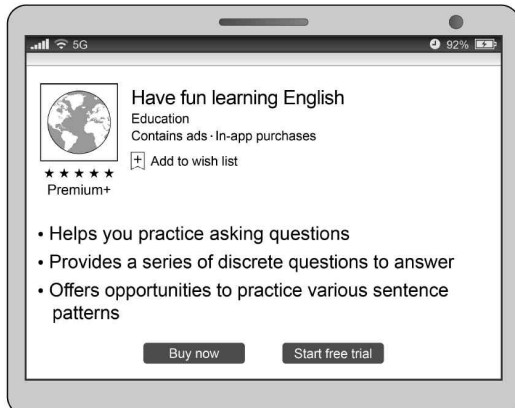 5G
92%
Have fun learning English
Education
Contains ads · In-app purchases
+ Add to wish list
★ ★ ★ ★ ★
Premium+
• Helps you practice asking questions
• Provides a series of discrete questions to answer
• Offers opportunities to practice various sentence
patterns
Buy now
Start free trial